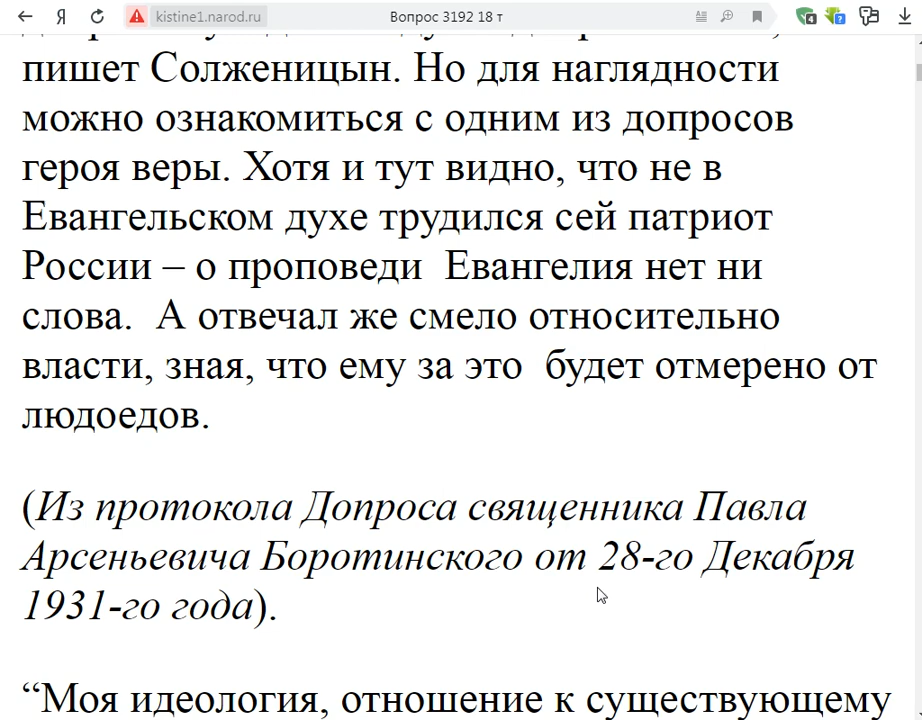 Я
kistine1.narod.ru
Вопрос 3192 18 т
4
?
пишет Солженицын. Но для наглядности
можно ознакомиться с одним из допросов
героя веры. Хотя и тут видно, что не в
Евангельском духе трудился сей патриот
России – о проповеди  Евангелия нет ни
слова.  А отвечал же смело относительно
власти, зная, что ему за это  будет отмерено от
людоедов.
(Из протокола Допроса священника Павла
Арсеньевича Боротинского от 28-го Декабря
1931-го года).
“Моя идеология, отношение к существующему